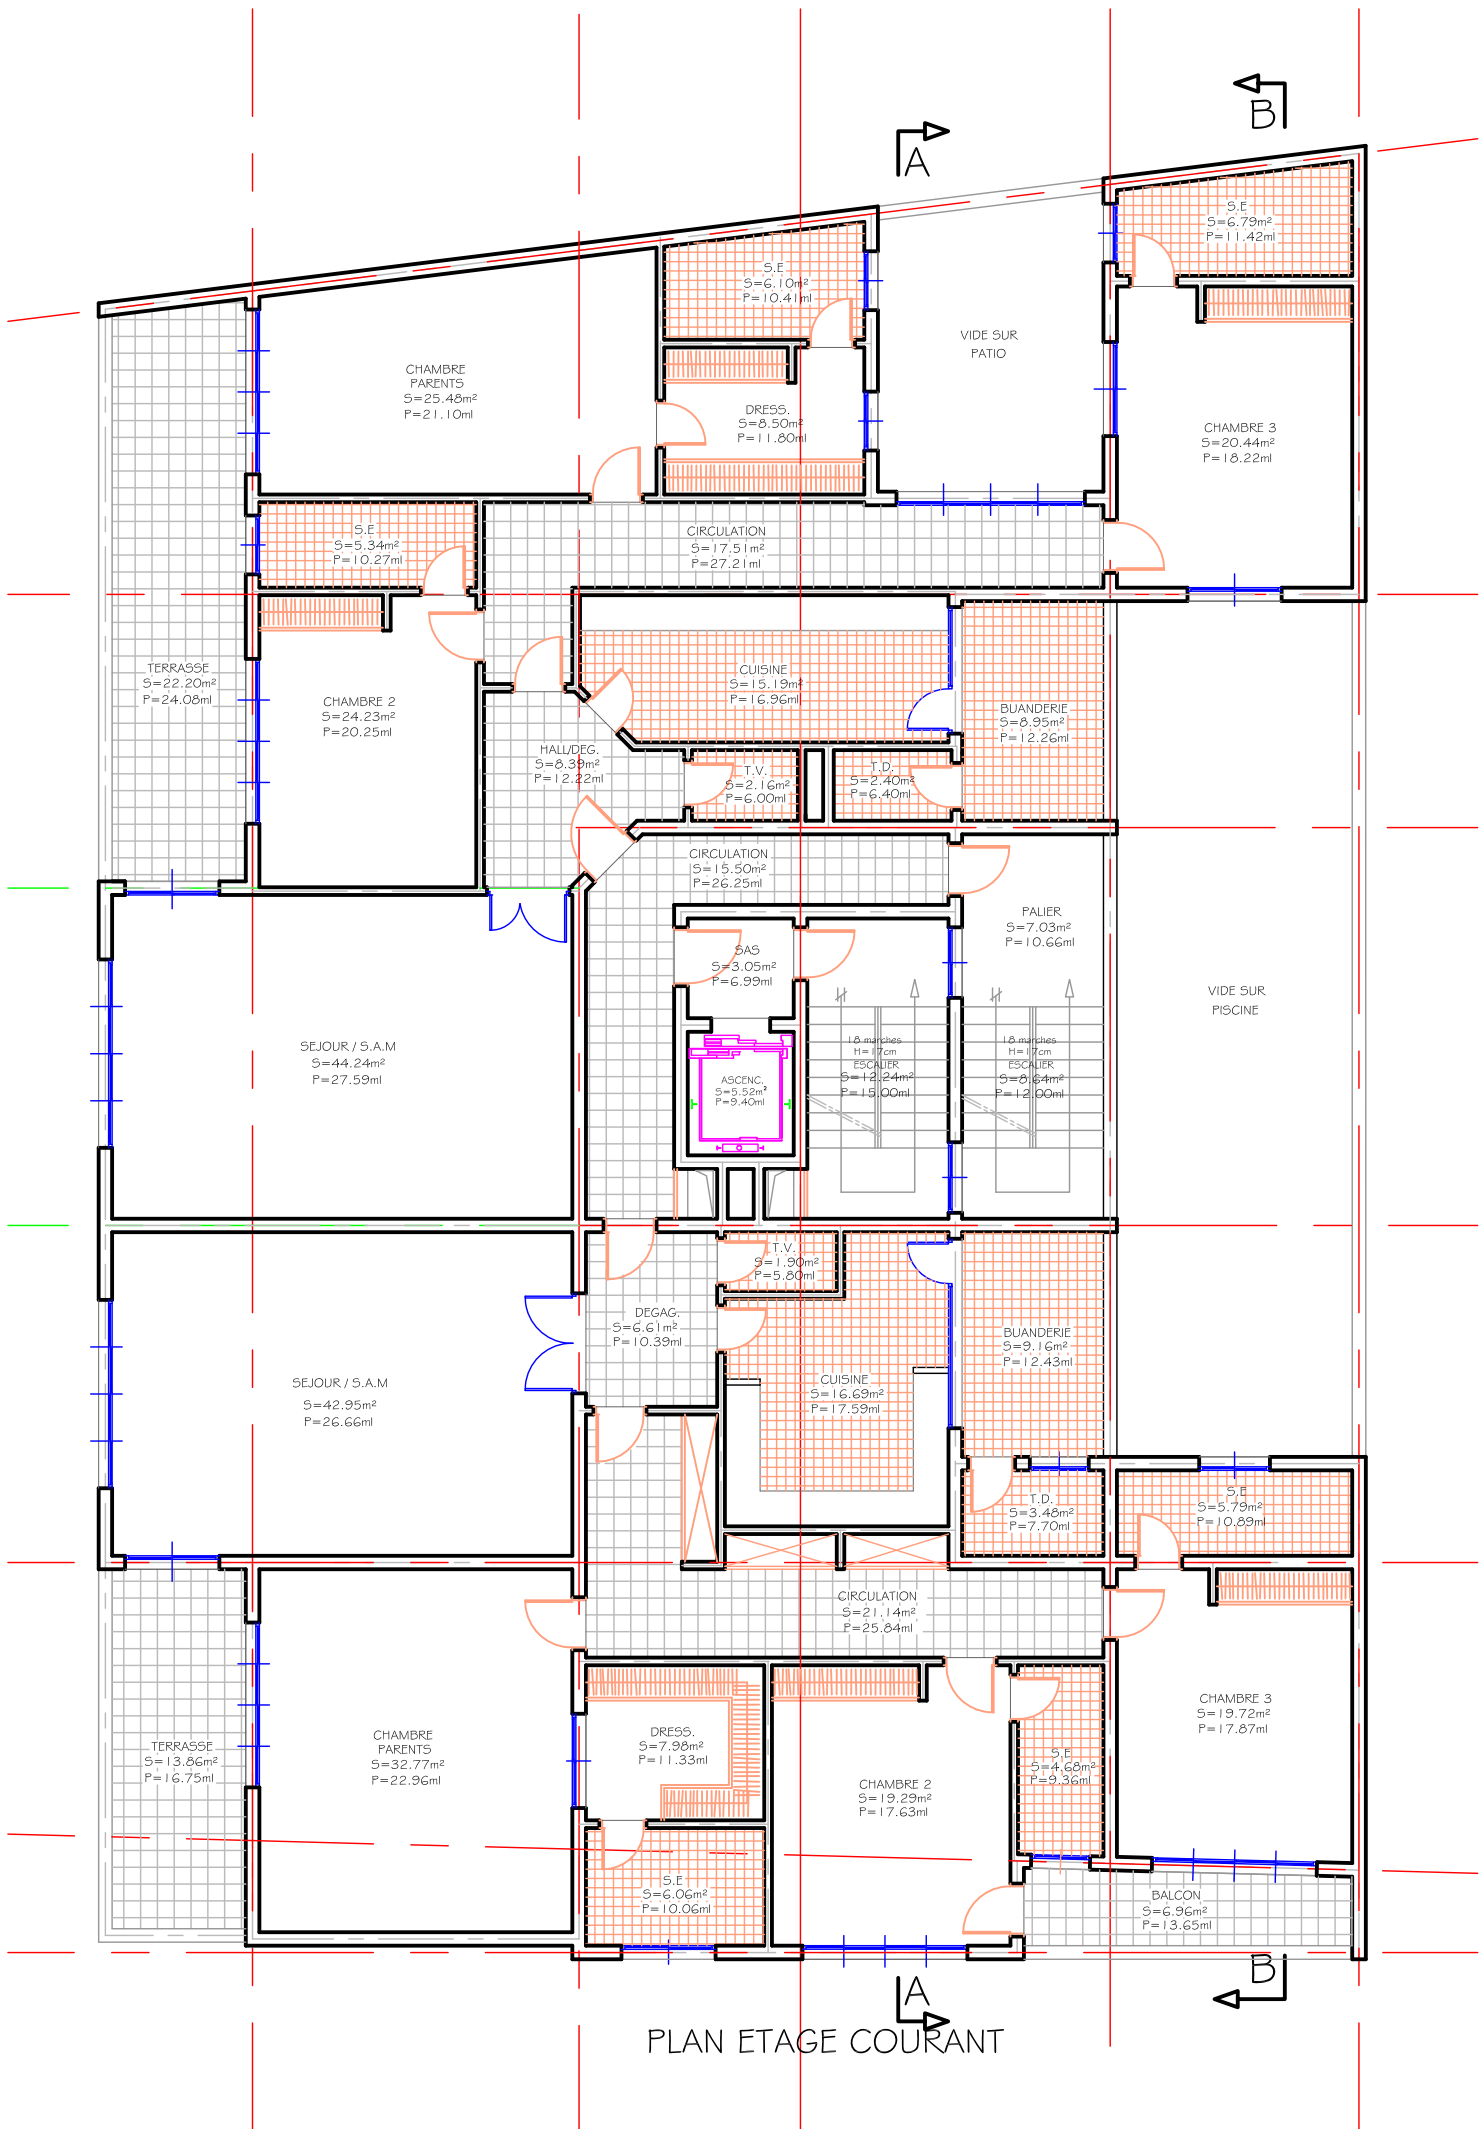 B
A
S.E
S=6.79m²
P=11.42ml
S.E
S=6.10m²
P=10.41ml
VIDE SUR
PATIO
CHAMBRE
PARENTS
S=25.48m²
P=21.10ml
DRESS.
S=8.50m²
P=11.80ml
CHAMBRE 3
S=20.44m²
P=18.22ml
S.E
S=5.34m²
P=10.27ml
CIRCULATION
S=17.51m²
P=27.21ml
TERRASSE
S=22.20m²
P=24.08ml
CHAMBRE 2
S=24.23m²
P=20.25ml
CUISINE
S=15.19m²
P=16.96ml
BUANDERIE
S=8.95m²
P=12.26ml
HALL/DEG.
S=8.39m²
P=12.22ml
T.V.
S=2.16m²
P=6.00ml
T.D.
S=2.40m²
P=6.40ml
CIRCULATION
S=15.50m²
P=26.25ml
PALIER
S=7.03m²
P=10.66ml
SAS
S=3.05m²
P=6.99ml
VIDE SUR
PISCINE
SEJOUR / S.A.M
S=44.24m²
P=27.59ml
18 marches
H=17cm
ESCALIER
S=12.24m²
P=15.00ml
18 marches
H=17cm
ESCALIER
S=8.64m²
P=12.00ml
ASCENC.
S=5.52m²
P=9.40ml
T.V.
S=1.90m²
P=5.80ml
DEGAG.
S=6.61m²
P=10.39ml
BUANDERIE
S=9.16m²
P=12.43ml
SEJOUR / S.A.M
S=42.95m²
P=26.66ml
CUISINE
S=16.69m²
P=17.59ml
T.D.
S=3.48m²
P=7.70ml
S.E
S=5.79m²
P=10.89ml
CIRCULATION
S=21.14m²
P=25.84ml
CHAMBRE 3
S=19.72m²
P=17.87ml
TERRASSE
S=13.86m²
P=16.75ml
CHAMBRE
PARENTS
S=32.77m²
P=22.96ml
DRESS.
S=7.98m²
P=11.33ml
S.E
S=4.68m²
P=9.36ml
CHAMBRE 2
S=19.29m²
P=17.63ml
S.E
S=6.06m²
P=10.06ml
BALCON
S=6.96m²
P=13.65ml
B
A
PLAN ETAGE COURANT